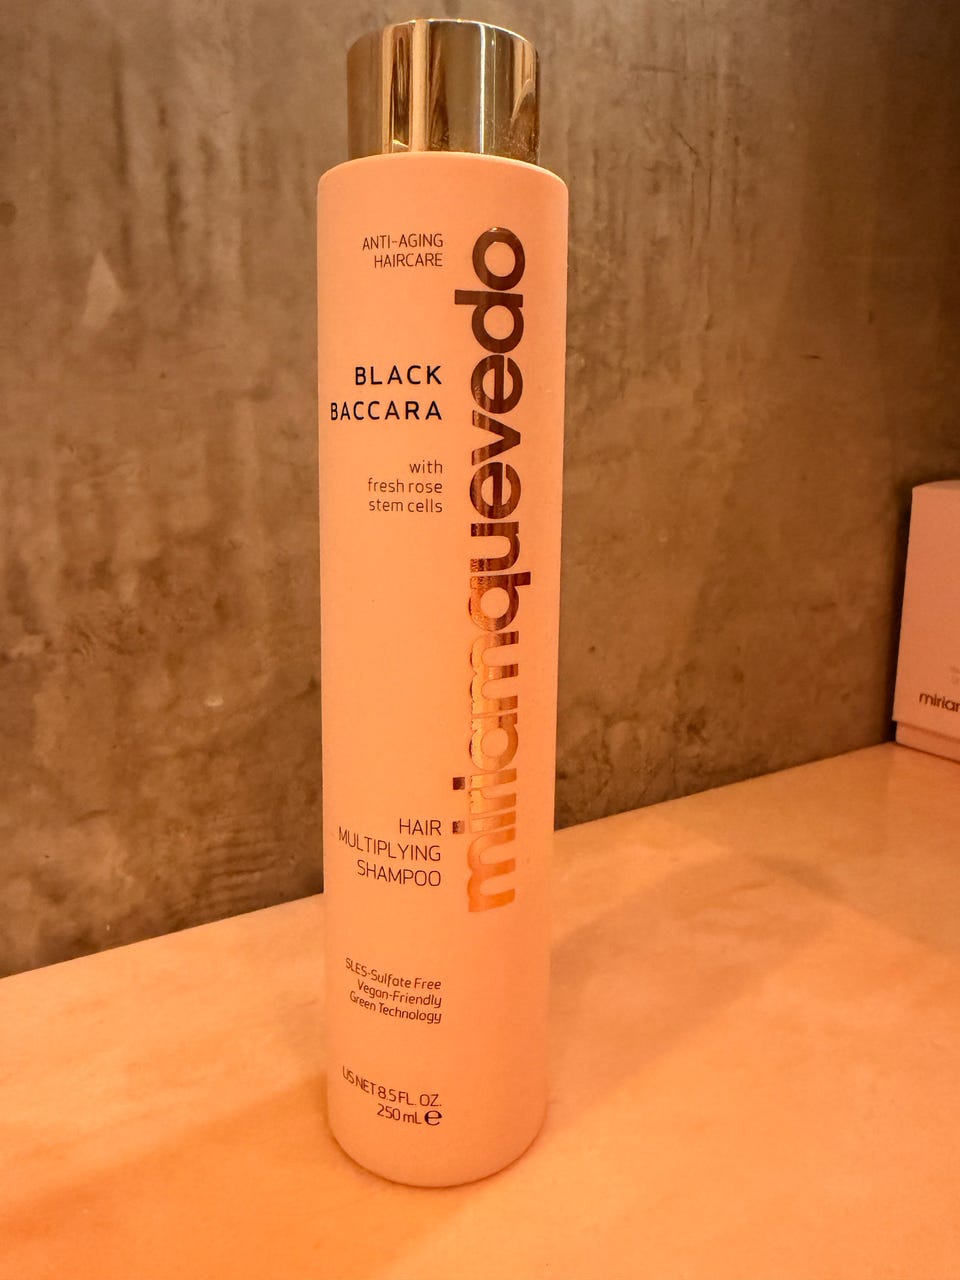 ANTI-AGING
HAIRCARE
BLACK
BACCARA
with
fresh rose
stem cells
miriamquevedo
HAIR
MULTIPLYING
SHAMPOO
SLES-Sulfate Free
Vegan-Friendly
Green Technology
US NET 8.5 FL. OZ.
250 mL ℮
miriam